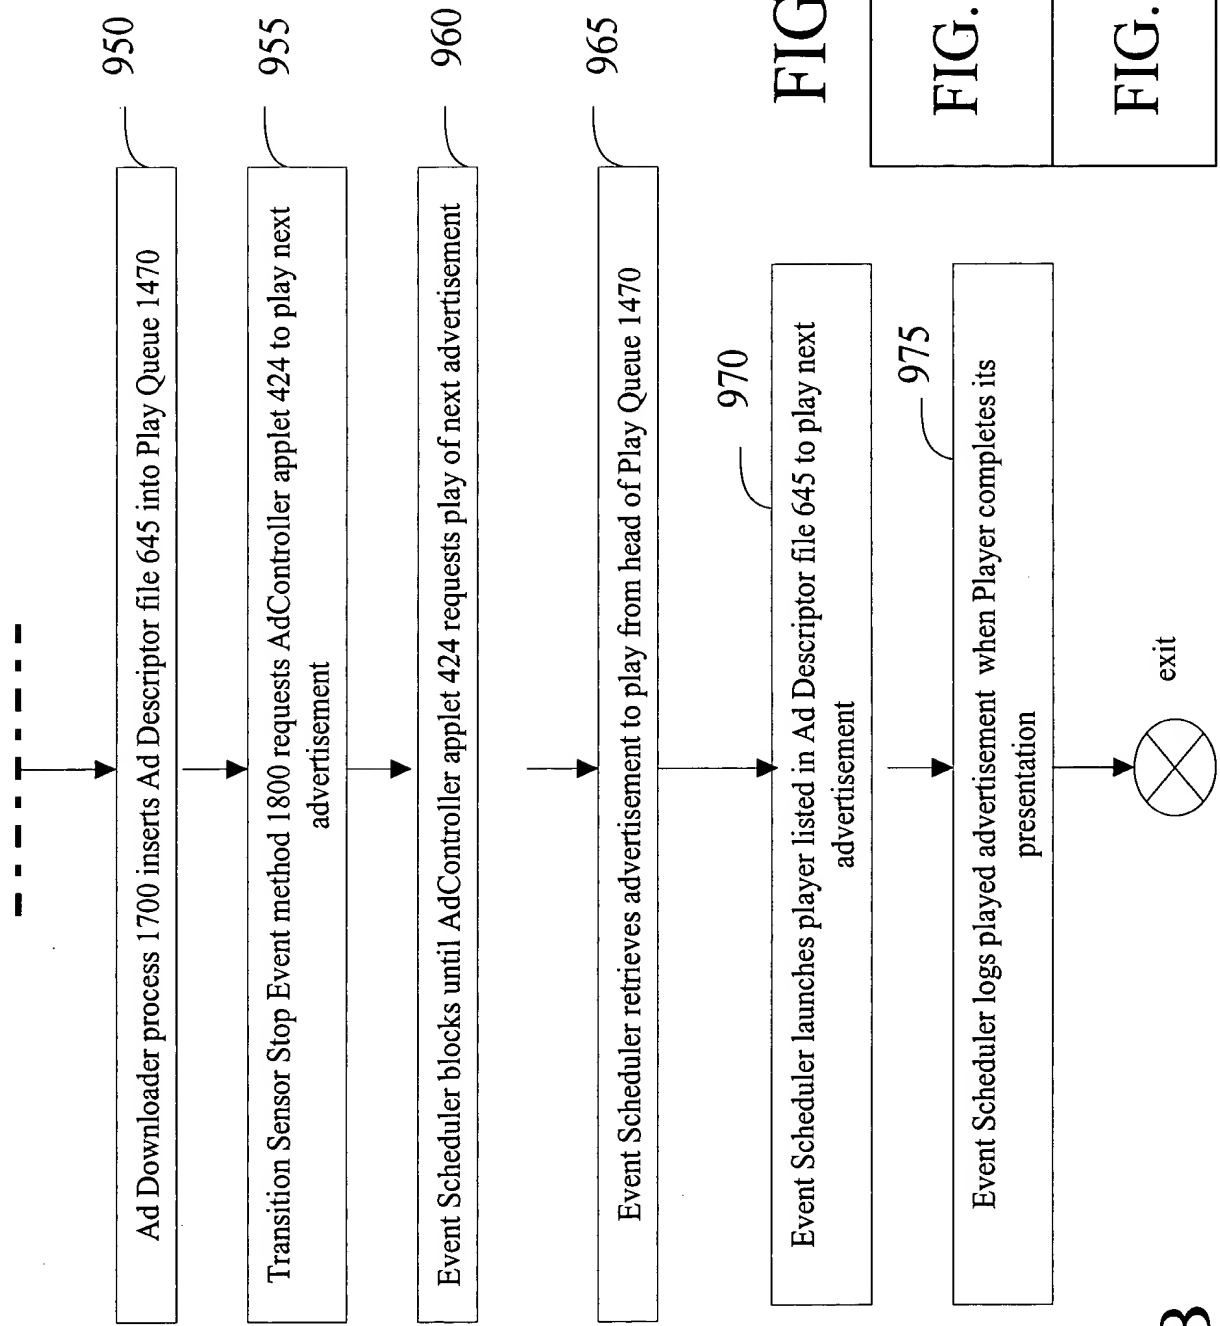 950
Ad Downloader process 1700 inserts Ad Descriptor file 645 into Play Queue 1470
955
Transition Sensor Stop Event method 1800 requests AdController applet 424 to play next
advertisement
960
Event Scheduler blocks until AdController applet 424 requests play of next advertisement
965
Event Scheduler retrieves advertisement to play from head of Play Queue 1470
970
Event Scheduler launches player listed in Ad Descriptor file 645 to play next
advertisement
975
Event Scheduler logs played advertisement when Player completes its
presentation
exit
FIG
FIG.
FIG.